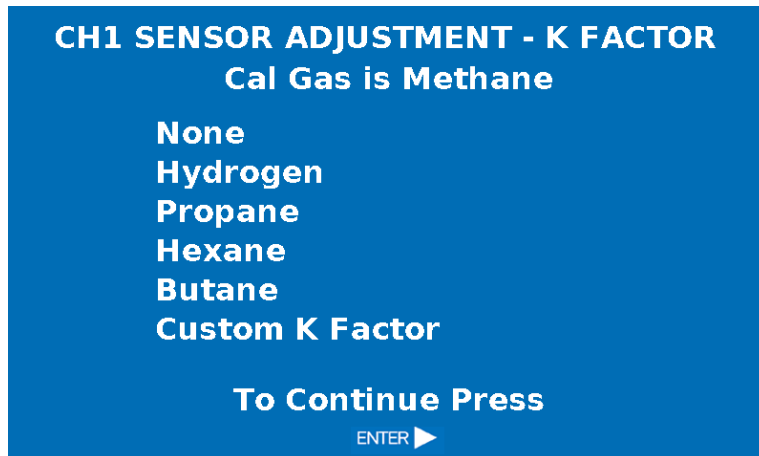 CH1 SENSOR ADJUSTMENT - K FACTOR
Cal Gas is Methane
None
Hydrogen
Propane
Hexane
Butane
Custom K Factor
To Continue Press
ENTER